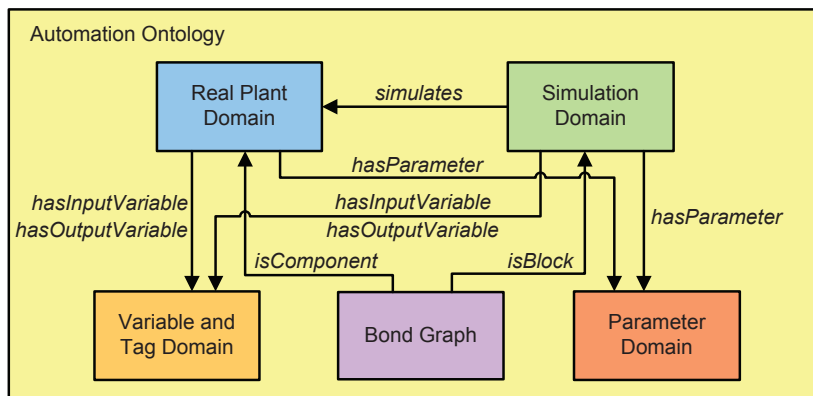 Automation Ontology
Real Plant
Domain
simulates
Simulation
Domain
hasParameter
hasInputVariable
hasOutputVariable
hasInputVariable
hasOutputVariable
hasParameter
isComponent
isBlock
Variable and
Tag Domain
Bond Graph
Parameter
Domain